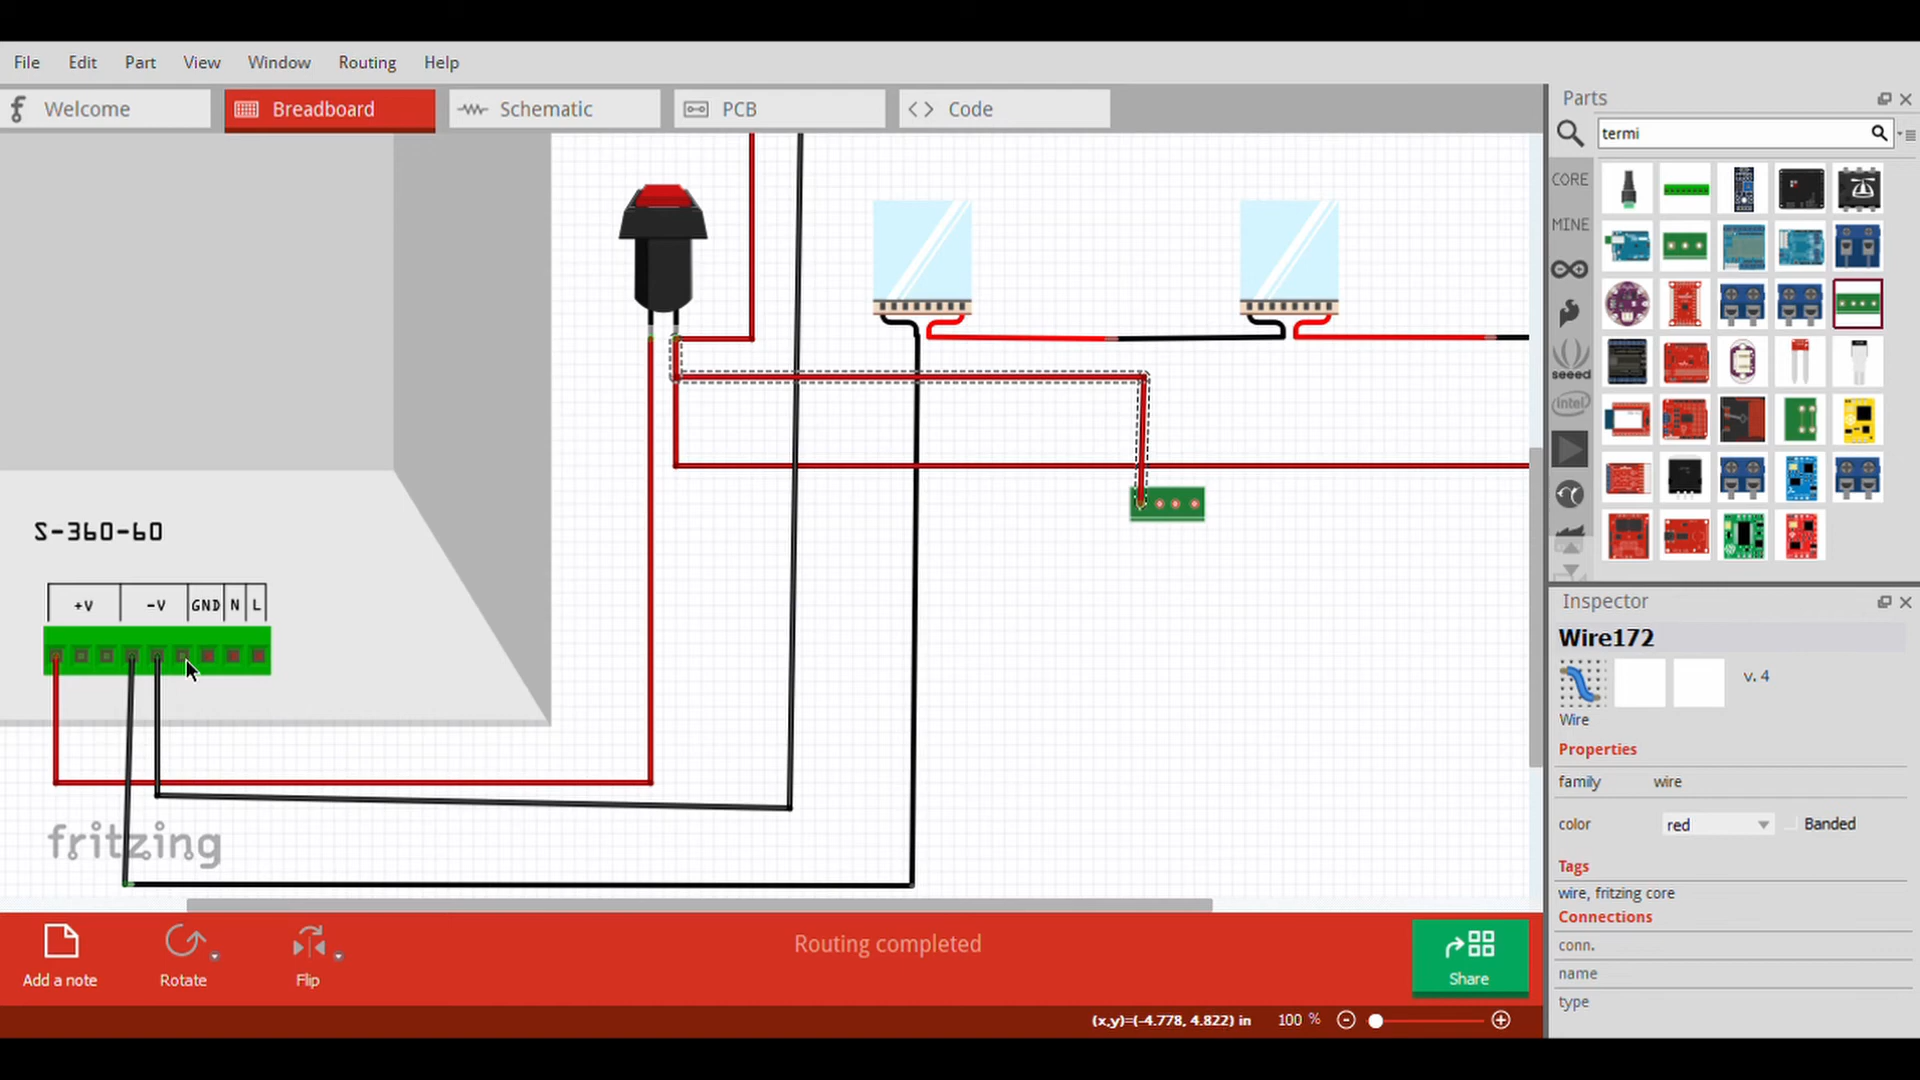 File Edit Part View Window Routing Help
Welcome Breadboard Schematic PCB <> Code
Parts
termi
CORE
MINE
seeed
intel
S-360-60
+V -V GND N L
fritzing
Inspector
Wire172
v. 4
Wire
Properties
family wire
color red Banded
Tags
wire, fritzing core
Connections
conn.
name
type
Add a note Rotate Flip
Routing completed
Share
(x,y)=(-4.778, 4.822) in 100 %